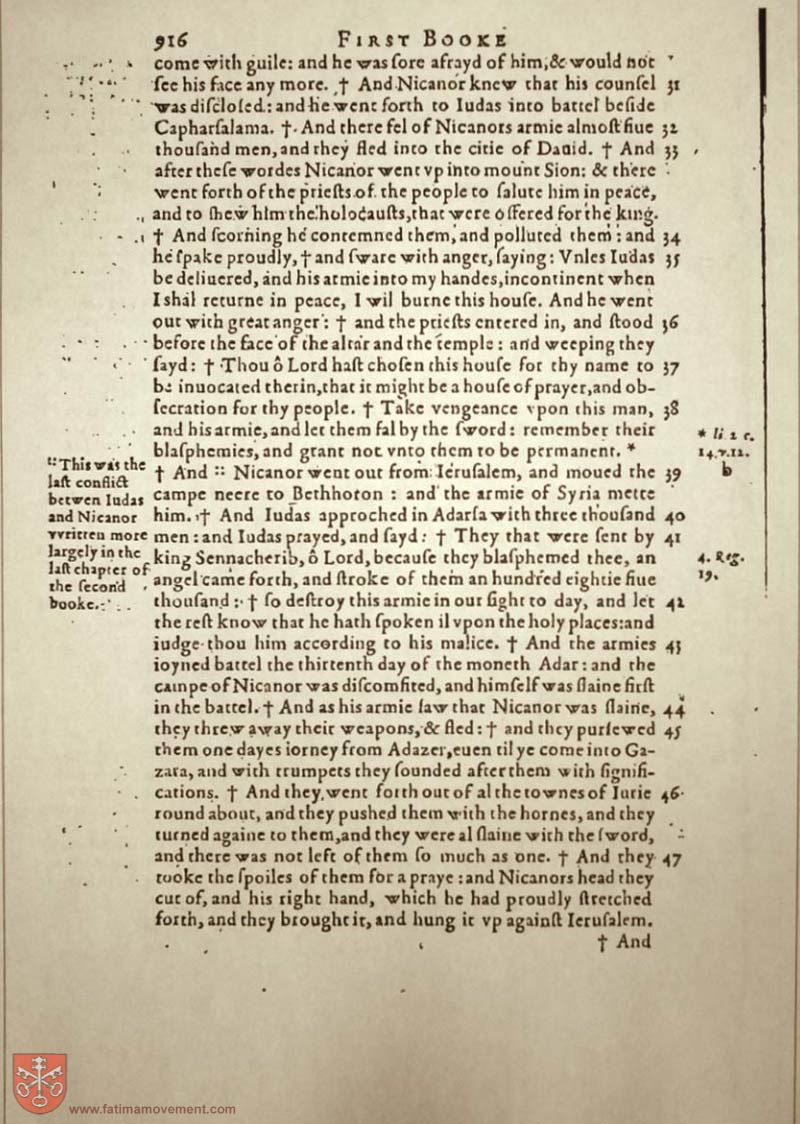 916 FIRST BOOKE
come with guile: and he was ſore afrayd of him, & would not
ſee his face any more. † And Nicanor knew that his counſel 31
was diſcloſed: and he went forth to Iudas into battel beſide
Capharſalama. † And there fel of Nicanors armie almoſt fiue 32
thouſand men, and they fled into the citie of Dauid. † And 33
after theſe wordes Nicanor went vp into mount Sion: & there
went forth of the prieſts of the people to ſalute him in peace,
and to ſhew him the holocauſts, that were offered for the king.
† And ſcorning he contemned them, and polluted them: and 34
he ſpake proudly, † and ſware with anger, ſaying: Vnles Iudas 35
be deliuered, and his armie into my handes, incontinent when
I shal returne in peace, I wil burne this houſe. And he went
out with great anger: † and the prieſts entered in, and ſtood 36
before the face of the altar and the temple: and weeping they
ſayd: † Thou ô Lord haſt choſen this houſe for thy name to 37
be inuocated therin, that it might be a houſe of prayer, and ob-
ſecration for thy people. † Take vengeance vpon this man, 38
and his armie, and let them fal by the ſword: remember their
blaſphemies, and grant not vnto them to be permanent. *
† And :: Nicanor went out from Ieruſalem, and moued the 39
campe neere to Bethhoron: and the armie of Syria mette
him. † And Iudas approched in Adarſa with three thouſand 40
men: and Iudas prayed, and ſayd: † They that were ſent by 41
king Sennacherib, ô Lord, becauſe they blaſphemed thee, an
angel came forth, and ſtroke of them an hundred eightie fiue
thouſand: † ſo deſtroy this armie in our ſight to day, and let 42
the reſt know that he hath ſpoken il vpon the holy places: and
iudge thou him according to his malice. † And the armies 43
ioyned battel the thirtenth day of the moneth Adar: and the
campe of Nicanor was diſcomfited, and himſelf was ſlaine firſt
in the battel. † And as his armie ſaw that Nicanor was ſlaine, 44
they threw away their weapons, & fled: † and they purſewed 45
them one dayes iorney from Adazer, euen til ye come into Ga-
zara, and with trumpets they ſounded after them with ſignifi-
cations. † And they went forth out of al the townes of Iurie 46
round about, and they pushed them with the hornes, and they
turned againe to them, and they were al ſlaine with the ſword,
and there was not left of them ſo much as one. † And they 47
tooke the ſpoiles of them for a praye: and Nicanors head they
cut of, and his right hand, which he had proudly ſtretched
forth, and they brought it, and hung it vp againſt Ieruſalem.
† And
:: This was the
laſt conflict
betwen Iudas
and Nicanor
vvritten more
largely in the
laſt chapter of
the ſecond
booke.
* li 2 c.
14.v.12.
b
4. Reg.
19.
www.fatimamovement.com